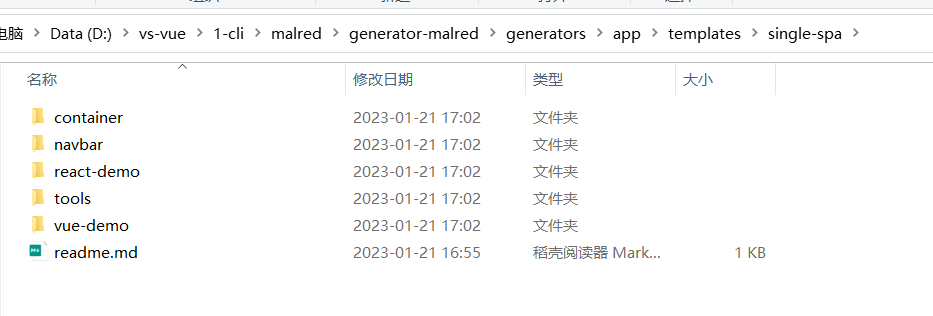 电脑 > Data (D:) > vs-vue > 1-cli > malred > generator-malred > generators > app > templates > single-spa >
名称 修改日期 类型 大小
container 2023-01-21 17:02 文件夹
navbar 2023-01-21 17:02 文件夹
react-demo 2023-01-21 17:02 文件夹
tools 2023-01-21 17:02 文件夹
vue-demo 2023-01-21 17:02 文件夹
readme.md 2023-01-21 16:55 稻壳阅读器 Mark... 1 KB